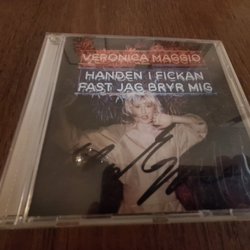 VERONICA MAGGIO
HANDEN I FICKAN
FAST JAG BRYR MIG